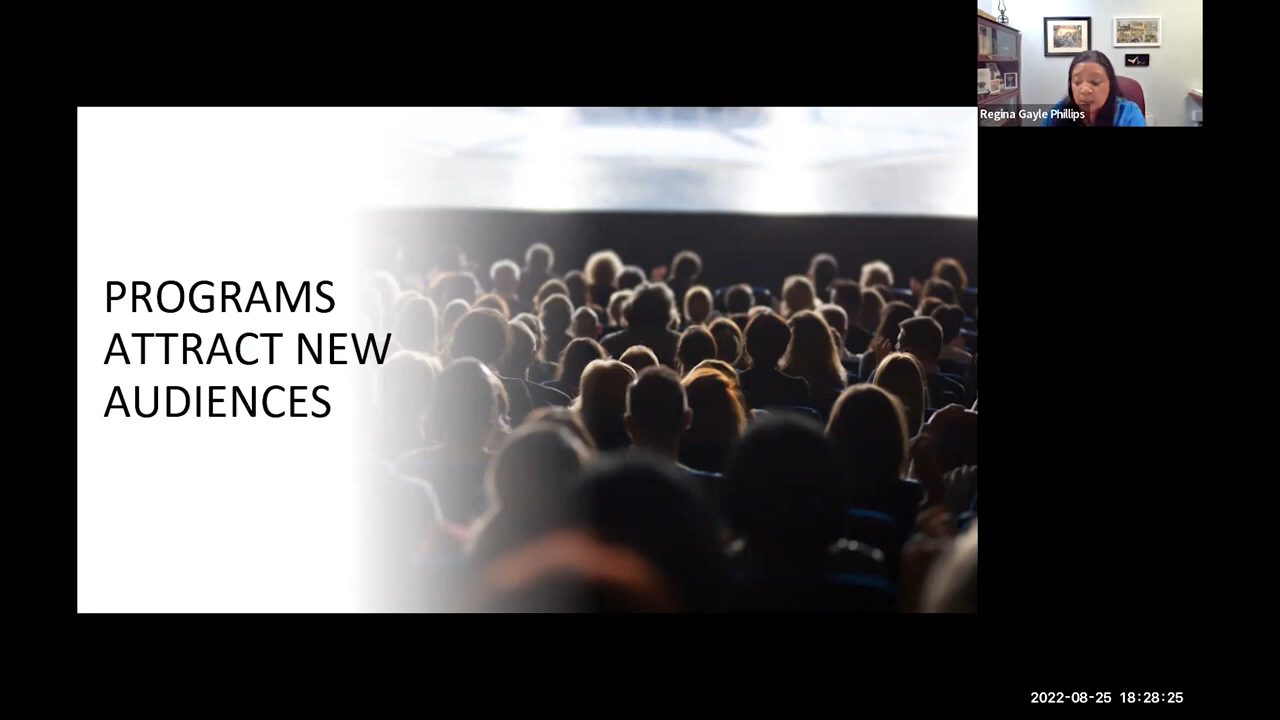 Regina Gayle Phillips
PROGRAMS
ATTRACT NEW
AUDIENCES
2022-08-25 18:28:25